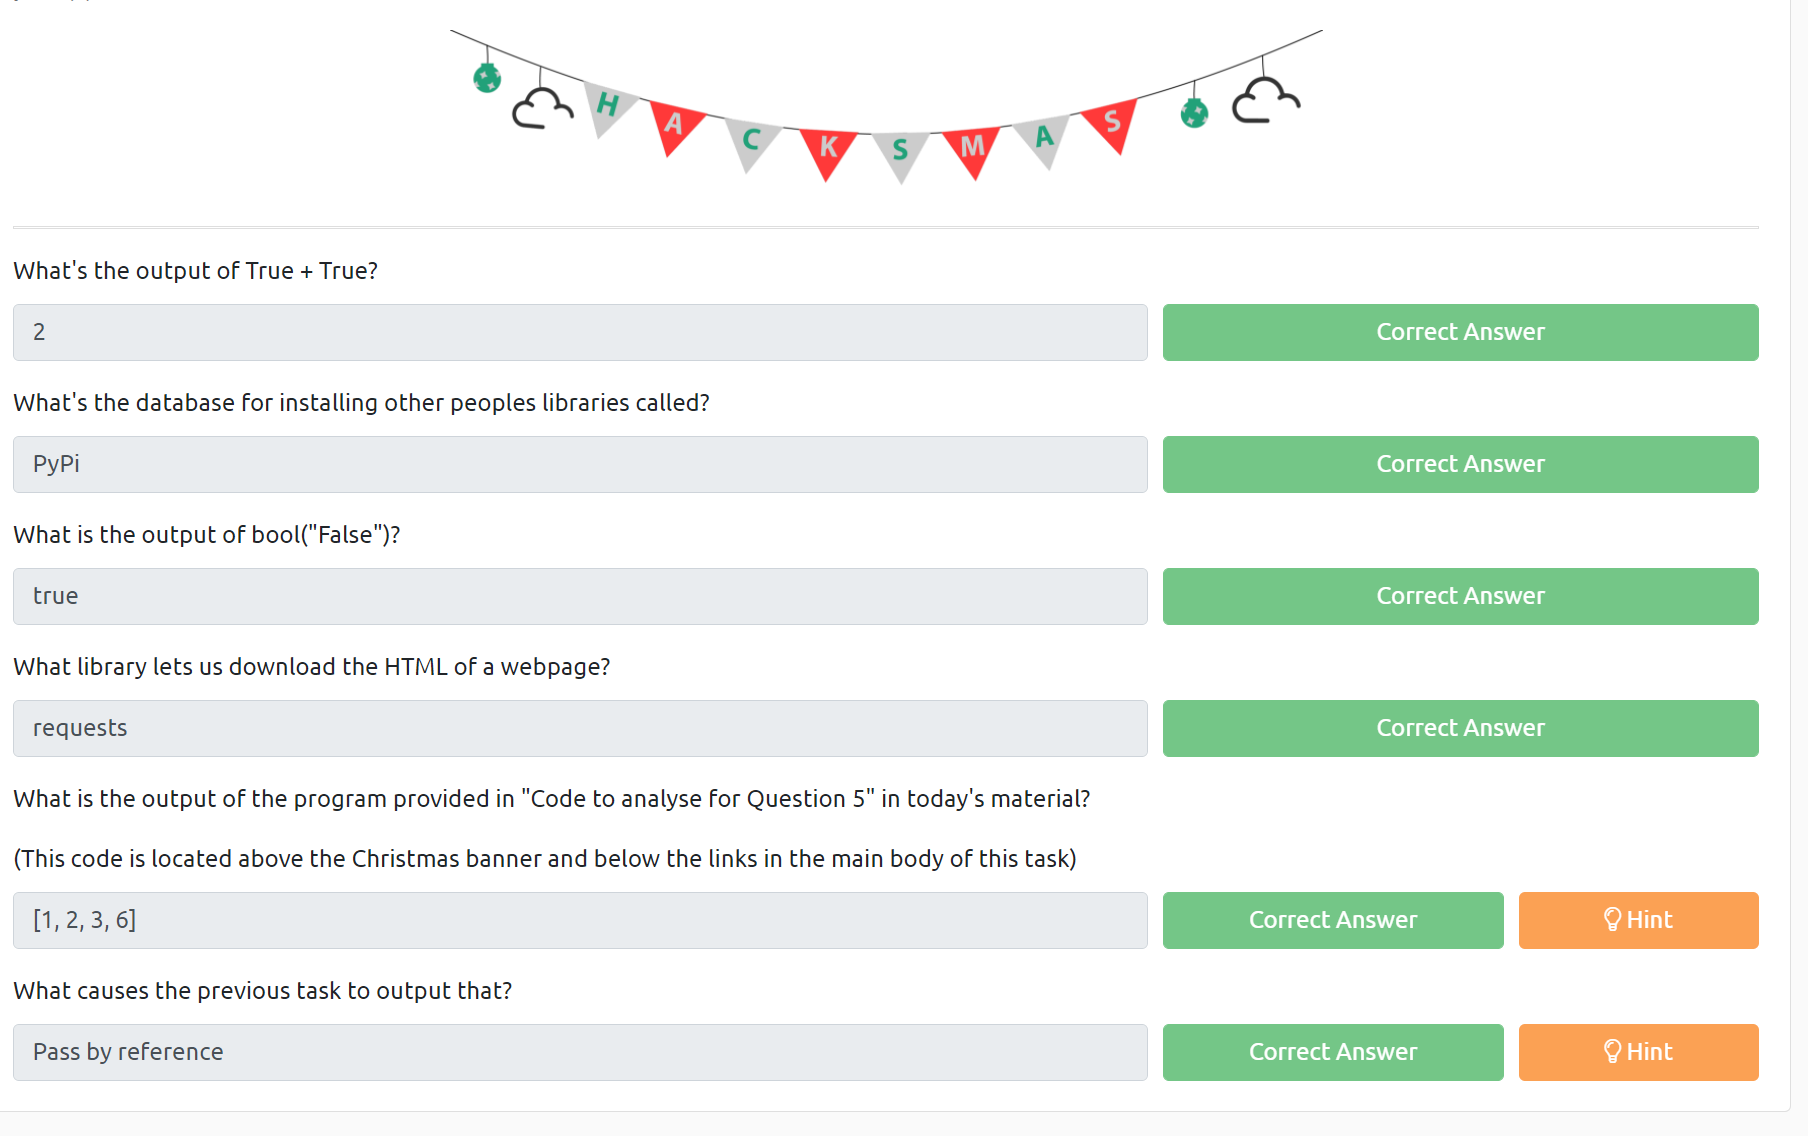 HACKSMAS
What's the output of True + True?
2
Correct Answer
What's the database for installing other peoples libraries called?
PyPi
Correct Answer
What is the output of bool("False")?
true
Correct Answer
What library lets us download the HTML of a webpage?
requests
Correct Answer
What is the output of the program provided in "Code to analyse for Question 5" in today's material?
(This code is located above the Christmas banner and below the links in the main body of this task)
[1, 2, 3, 6]
Correct Answer
Hint
What causes the previous task to output that?
Pass by reference
Correct Answer
Hint